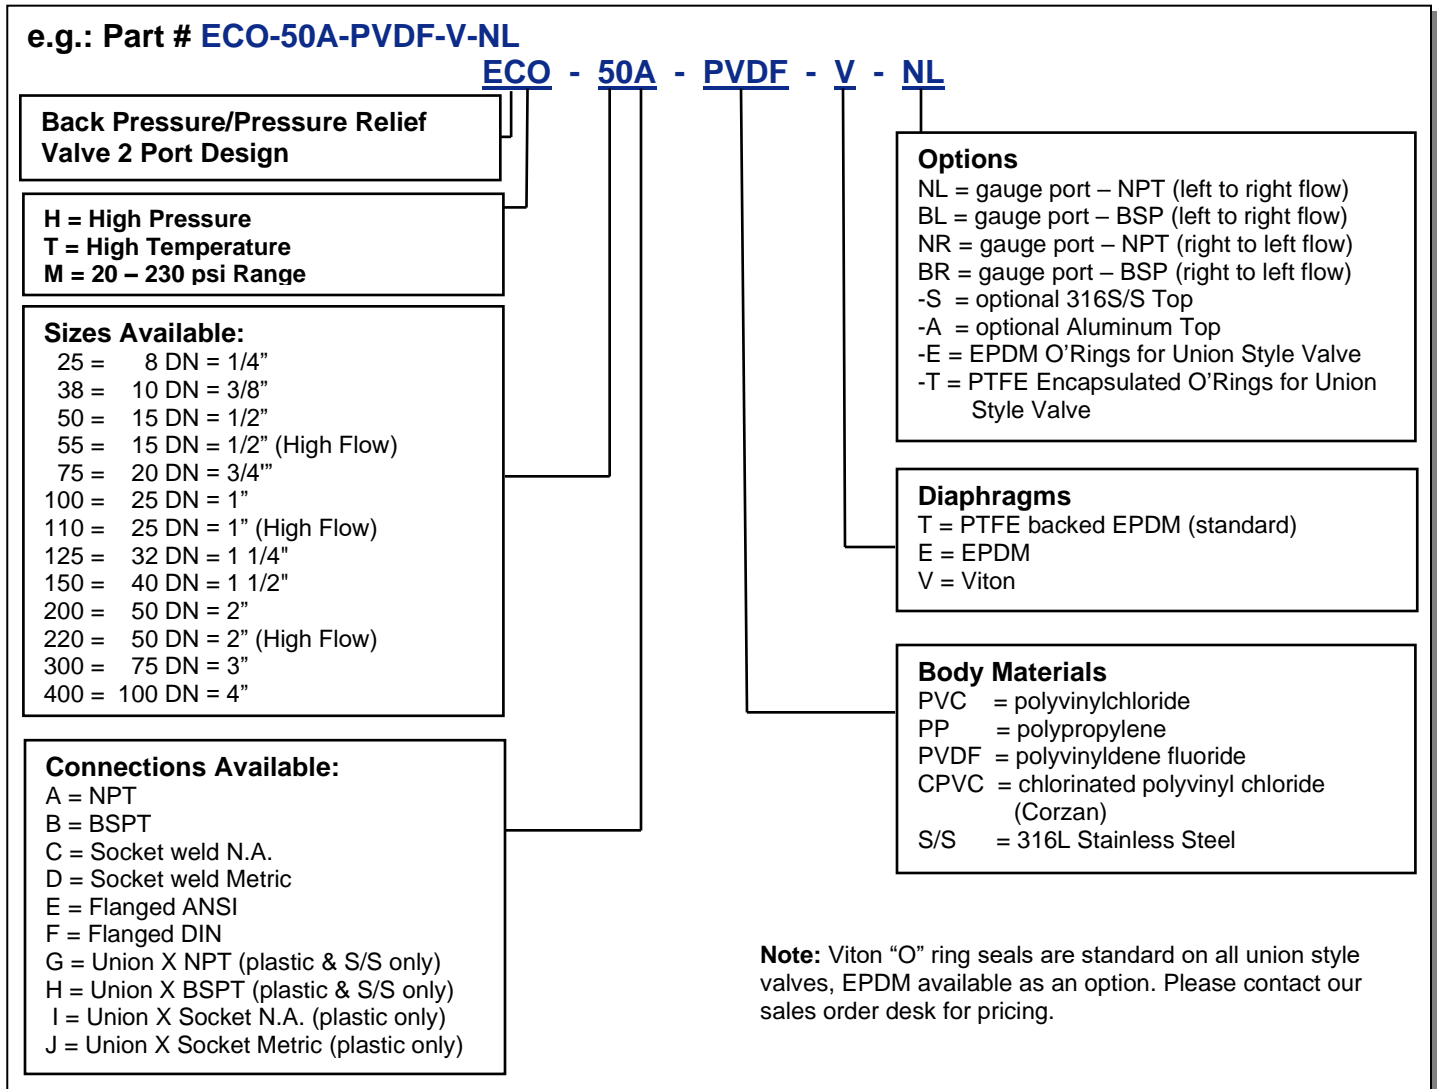 e.g.: Part # ECO-50A-PVDF-V-NL
ECO - 50A - PVDF - V - NL
Back Pressure/Pressure Relief
Valve 2 Port Design
H = High Pressure
T = High Temperature
M = 20 – 230 psi Range
Sizes Available:
25 = 8 DN = 1/4”
38 = 10 DN = 3/8”
50 = 15 DN = 1/2”
55 = 15 DN = 1/2” (High Flow)
75 = 20 DN = 3/4'”
100 = 25 DN = 1”
110 = 25 DN = 1” (High Flow)
125 = 32 DN = 1 1/4"
150 = 40 DN = 1 1/2"
200 = 50 DN = 2”
220 = 50 DN = 2” (High Flow)
300 = 75 DN = 3”
400 = 100 DN = 4”
Connections Available:
A = NPT
B = BSPT
C = Socket weld N.A.
D = Socket weld Metric
E = Flanged ANSI
F = Flanged DIN
G = Union X NPT (plastic & S/S only)
H = Union X BSPT (plastic & S/S only)
I = Union X Socket N.A. (plastic only)
J = Union X Socket Metric (plastic only)
Options
NL = gauge port – NPT (left to right flow)
BL = gauge port – BSP (left to right flow)
NR = gauge port – NPT (right to left flow)
BR = gauge port – BSP (right to left flow)
-S = optional 316S/S Top
-A = optional Aluminum Top
-E = EPDM O’Rings for Union Style Valve
-T = PTFE Encapsulated O’Rings for Union
Style Valve
Diaphragms
T = PTFE backed EPDM (standard)
E = EPDM
V = Viton
Body Materials
PVC = polyvinylchloride
PP = polypropylene
PVDF = polyvinyldene fluoride
CPVC = chlorinated polyvinyl chloride
(Corzan)
S/S = 316L Stainless Steel
Note: Viton “O” ring seals are standard on all union style
valves, EPDM available as an option. Please contact our
sales order desk for pricing.